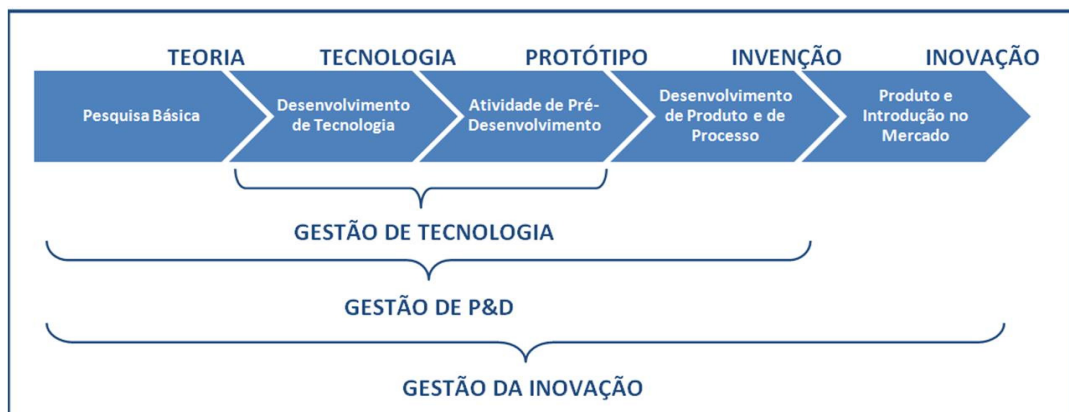 TEORIA TECNOLOGIA PROTÓTIPO INVENÇÃO INOVAÇÃO
Pesquisa Básica
Desenvolvimento
de Tecnologia
Atividade de Pré-
Desenvolvimento
Desenvolvimento
de Produto e de
Processo
Produto e
Introdução no
Mercado
GESTÃO DE TECNOLOGIA
GESTÃO DE P&D
GESTÃO DA INOVAÇÃO